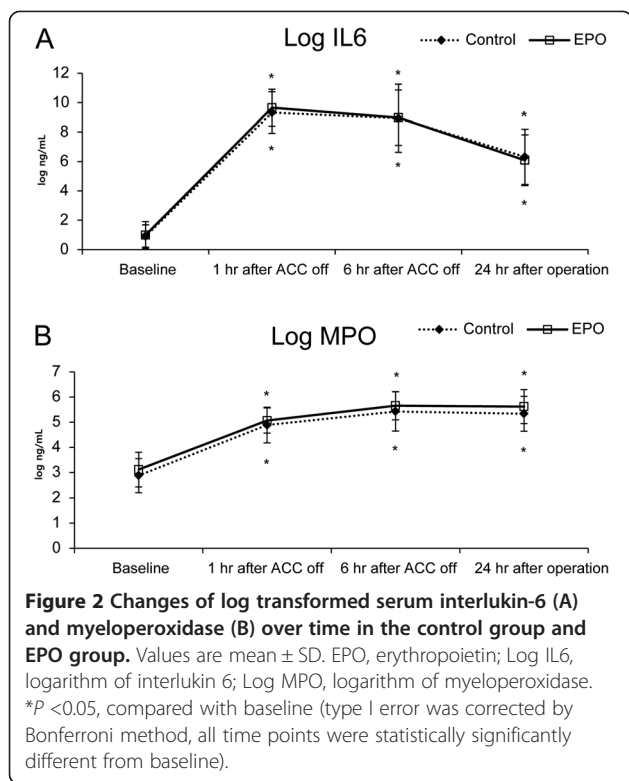 A
Log IL6
Control
EPO
12
10
8
6
4
2
0
log ng/mL
* * *
* * *
Baseline 1 hr after ACC off 6 hr after ACC off 24 hr after operation
B
Log MPO
Control
EPO
7
6
5
4
3
2
1
0
log ng/mL
* * *
* * *
Baseline 1 hr after ACC off 6 hr after ACC off 24 hr after operation
Figure 2 Changes of log transformed serum interlukin-6 (A)
and myeloperoxidase (B) over time in the control group and
EPO group. Values are mean ± SD. EPO, erythropoietin; Log IL6,
logarithm of interlukin 6; Log MPO, logarithm of myeloperoxidase.
*P <0.05, compared with baseline (type I error was corrected by
Bonferroni method, all time points were statistically significantly
different from baseline).